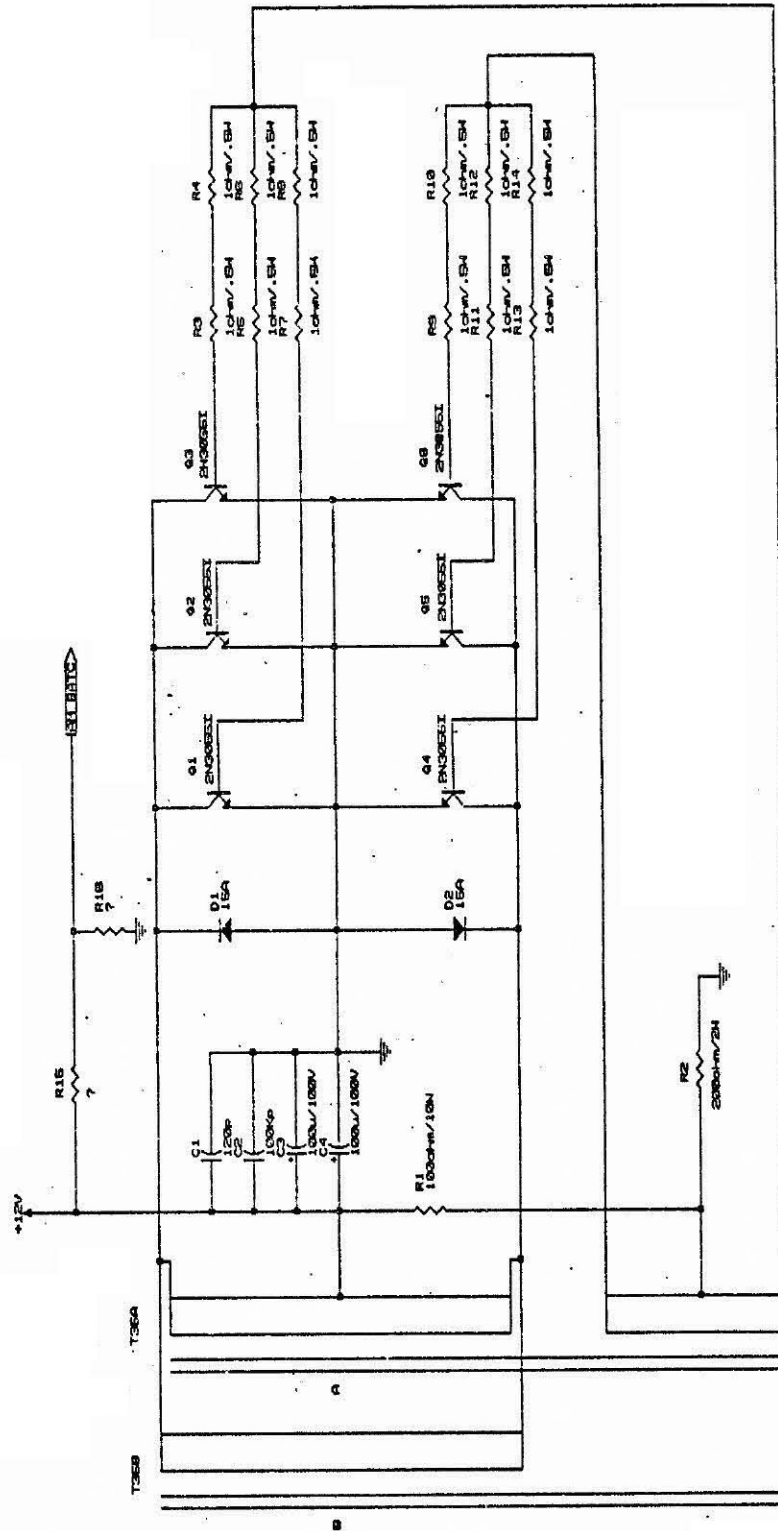 +12V
R15
?
R16
?
T36B
T36A
C1
120p
C2
100Kp
C3
100u/100V
C4
100u/100V
D1
15A
Q1
2N3055I
Q2
2N3055I
Q3
2N3055I
R3
1ohm/.5W
R4
1ohm/.5W
R5
1ohm/.5W
R6
1ohm/.5W
R7
1ohm/.5W
R8
1ohm/.5W
A
B
R1
100ohm/10W
D2
15A
Q4
2N3055I
Q5
2N3055I
Q6
2N3055I
R9
1ohm/.5W
R10
1ohm/.5W
R11
1ohm/.5W
R12
1ohm/.5W
R13
1ohm/.5W
R14
1ohm/.5W
R2
200ohm/2W